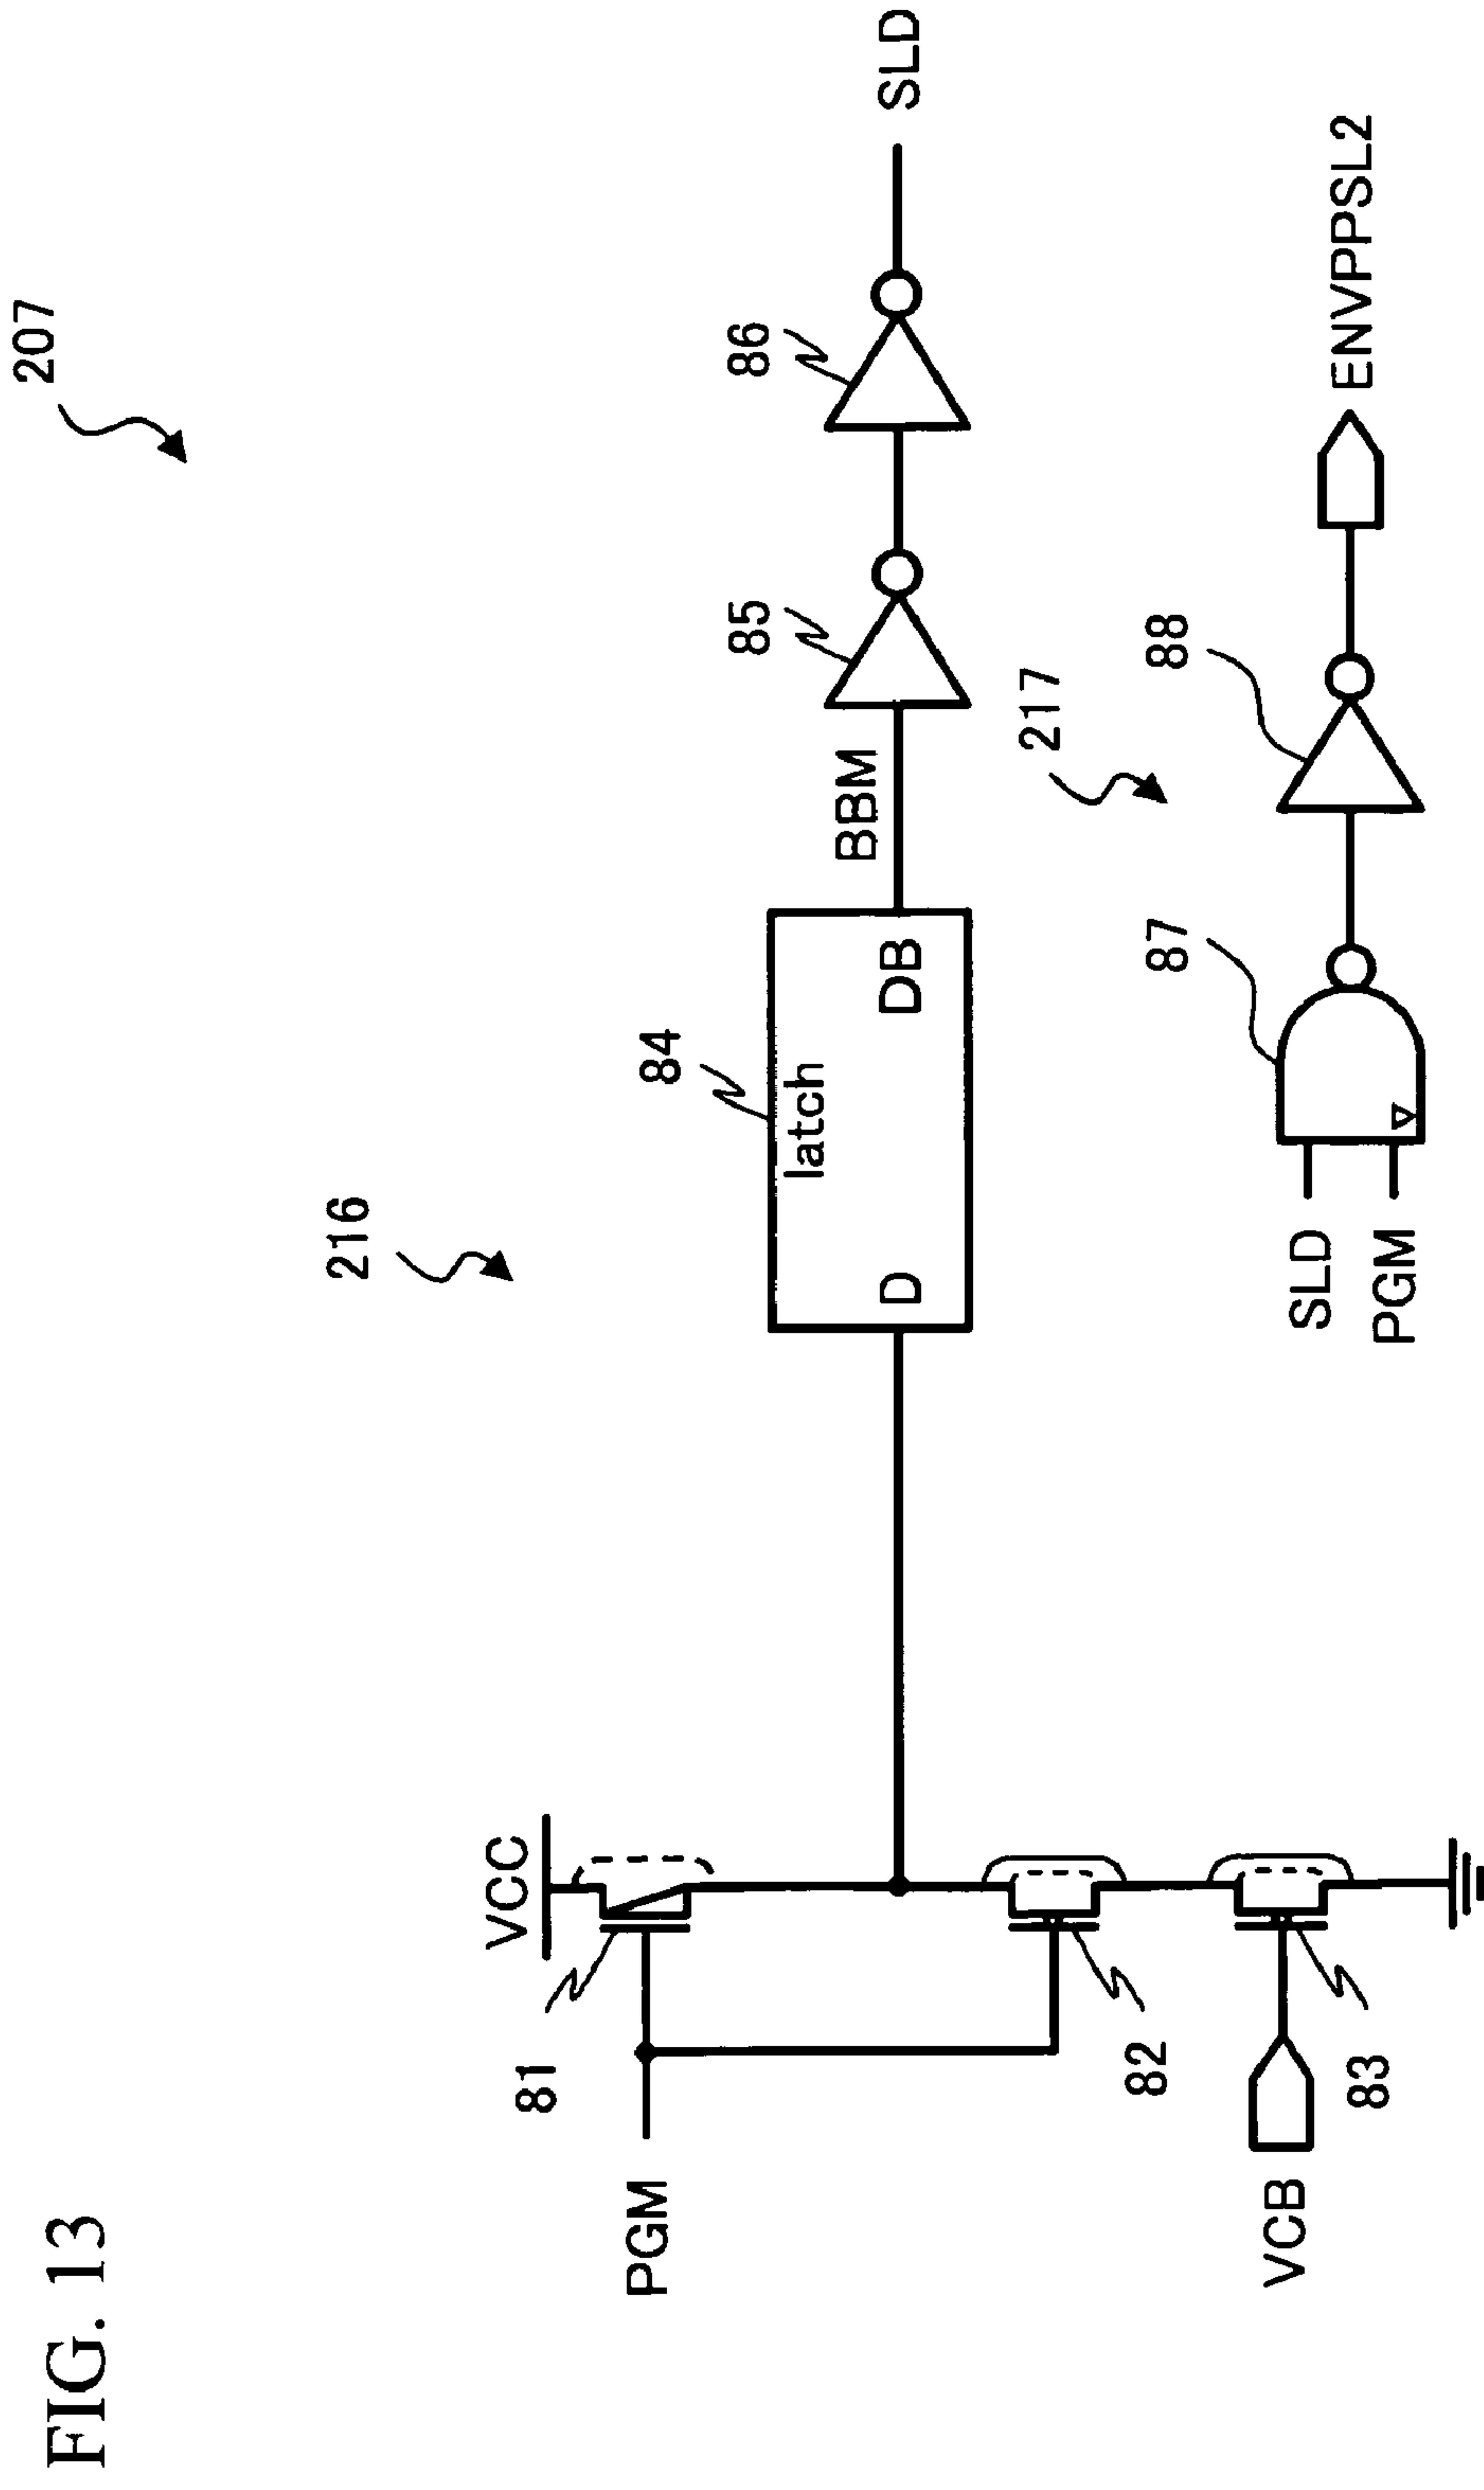 FIG. 13
207
216
VCC
81
PGM
82
VCB
83
84
latch
D
DB
BBM
85
86
SLD
217
SLD
PGM
87
88
ENVPPSL2